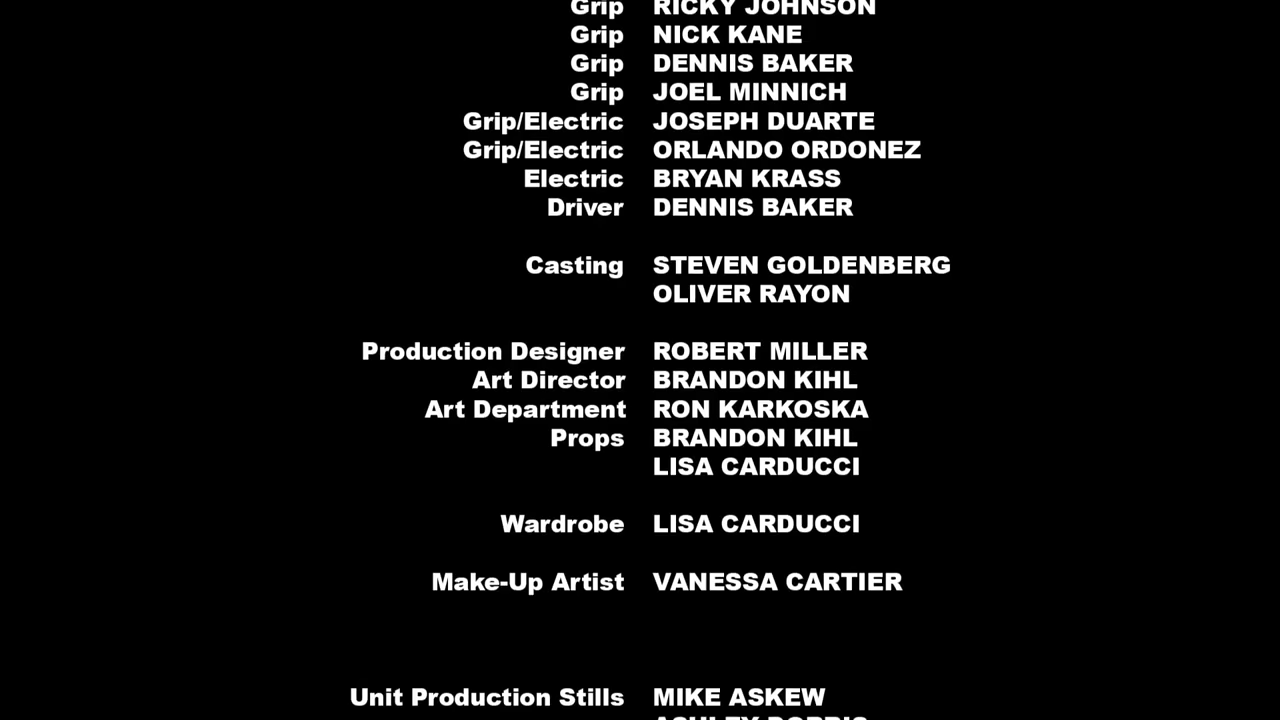 Grip RICKY JOHNSON
Grip NICK KANE
Grip DENNIS BAKER
Grip JOEL MINNICH
Grip/Electric JOSEPH DUARTE
Grip/Electric ORLANDO ORDONEZ
Electric BRYAN KRASS
Driver DENNIS BAKER
Casting STEVEN GOLDENBERG
OLIVER RAYON
Production Designer ROBERT MILLER
Art Director BRANDON KIHL
Art Department RON KARKOSKA
Props BRANDON KIHL
LISA CARDUCCI
Wardrobe LISA CARDUCCI
Make-Up Artist VANESSA CARTIER
Unit Production Stills MIKE ASKEW
ASHLEY